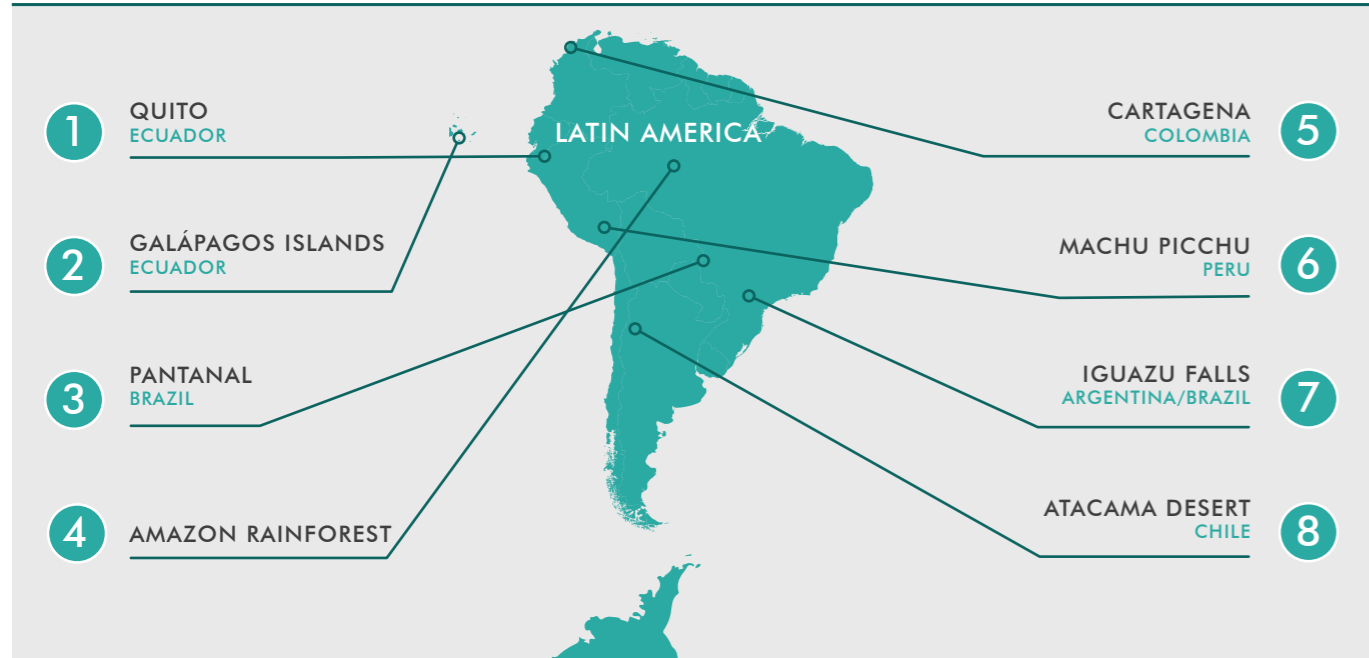 LATIN AMERICA
1
QUITO
ECUADOR
2
GALÁPAGOS ISLANDS
ECUADOR
3
PANTANAL
BRAZIL
4
AMAZON RAINFOREST
CARTAGENA
COLOMBIA
5
MACHU PICCHU
PERU
6
IGUAZU FALLS
ARGENTINA/BRAZIL
7
ATACAMA DESERT
CHILE
8